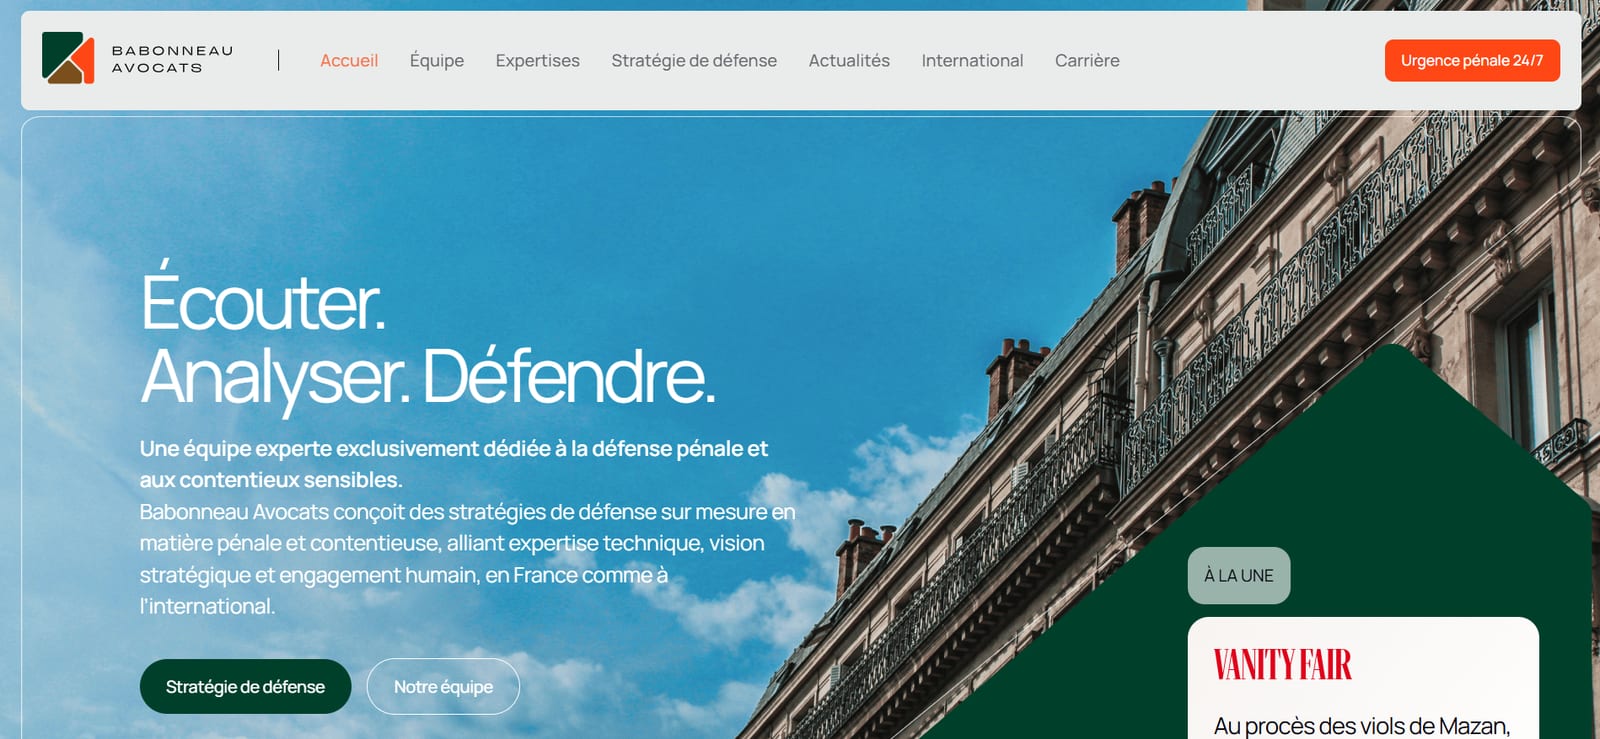 BABONNEAU
AVOCATS
Accueil
Équipe
Expertises
Stratégie de défense
Actualités
International
Carrière
Urgence pénale 24/7
Écouter.
Analyser. Défendre.
Une équipe experte exclusivement dédiée à la défense pénale et
aux contentieux sensibles.
Babonneau Avocats conçoit des stratégies de défense sur mesure en
matière pénale et contentieuse, alliant expertise technique, vision
stratégique et engagement humain, en France comme à
l'international.
Stratégie de défense
Notre équipe
À LA UNE
VANITY FAIR
Au procès des viols de Mazan,